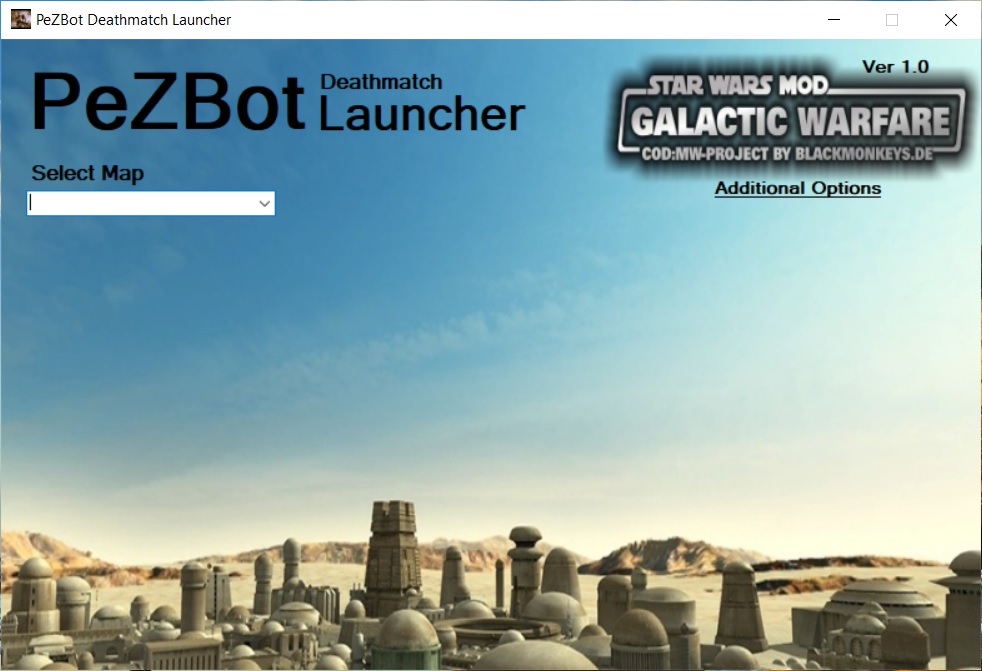 PeZBot Deathmatch Launcher
PeZBot
Deathmatch
Launcher
Ver 1.0
STAR WARS MOD
GALACTIC WARFARE
COD:MW-PROJECT BY BLACKMONKEYS.DE
Select Map
Additional Options